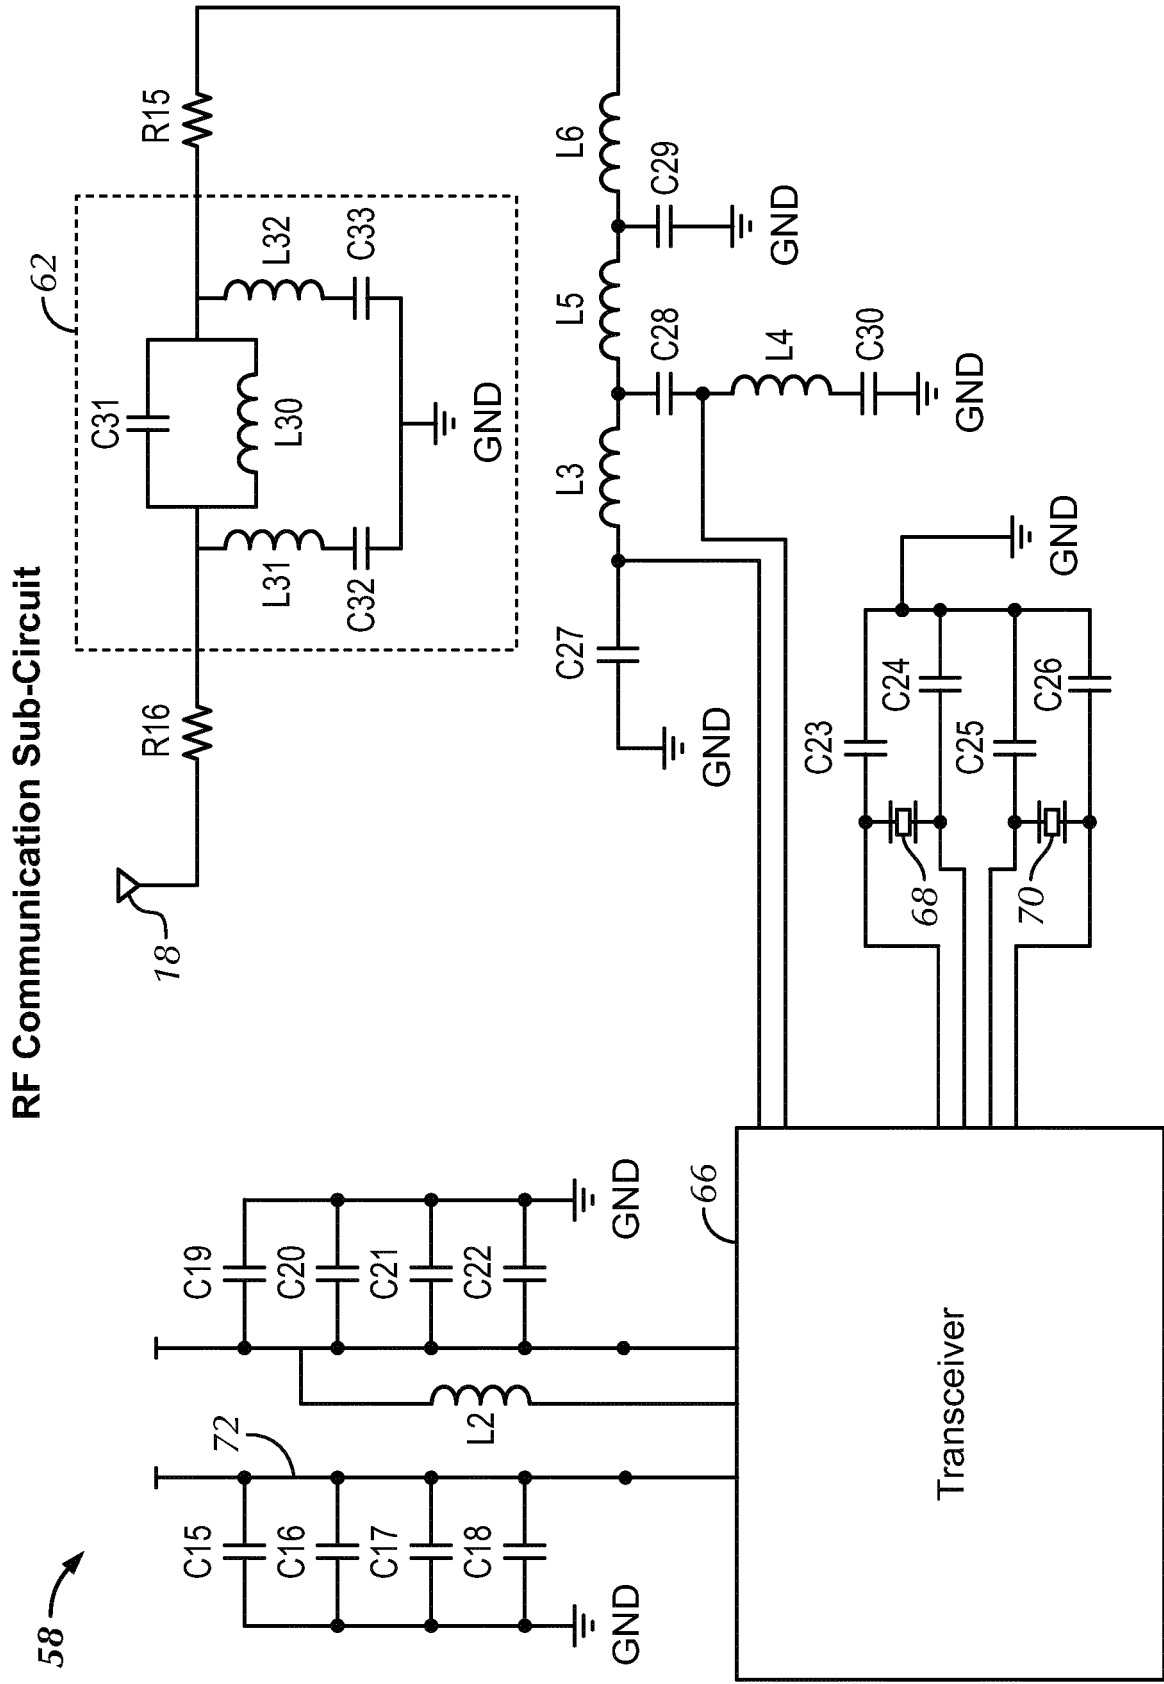 RF Communication Sub-Circuit
58
C15
C16
C17
C18
GND
72
L2
C19
C20
C21
C22
GND
66
Transceiver
18
R16
62
C31
L30
L31
C32
L32
C33
GND
R15
C27
GND
L3
L5
L6
C28
C29
GND
L4
C30
GND
C23
C24
C25
C26
68
70
GND